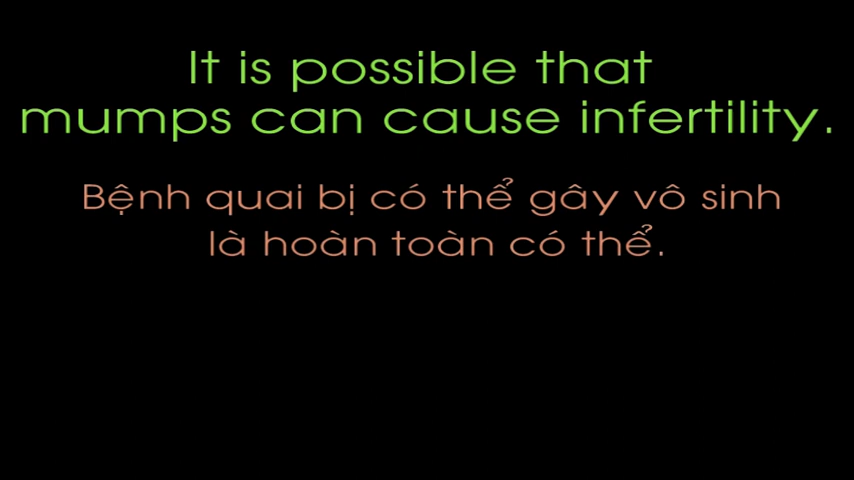 It is possible that
mumps can cause infertility.
Bệnh quai bị có thể gây vô sinh
là hoàn toàn có thể.